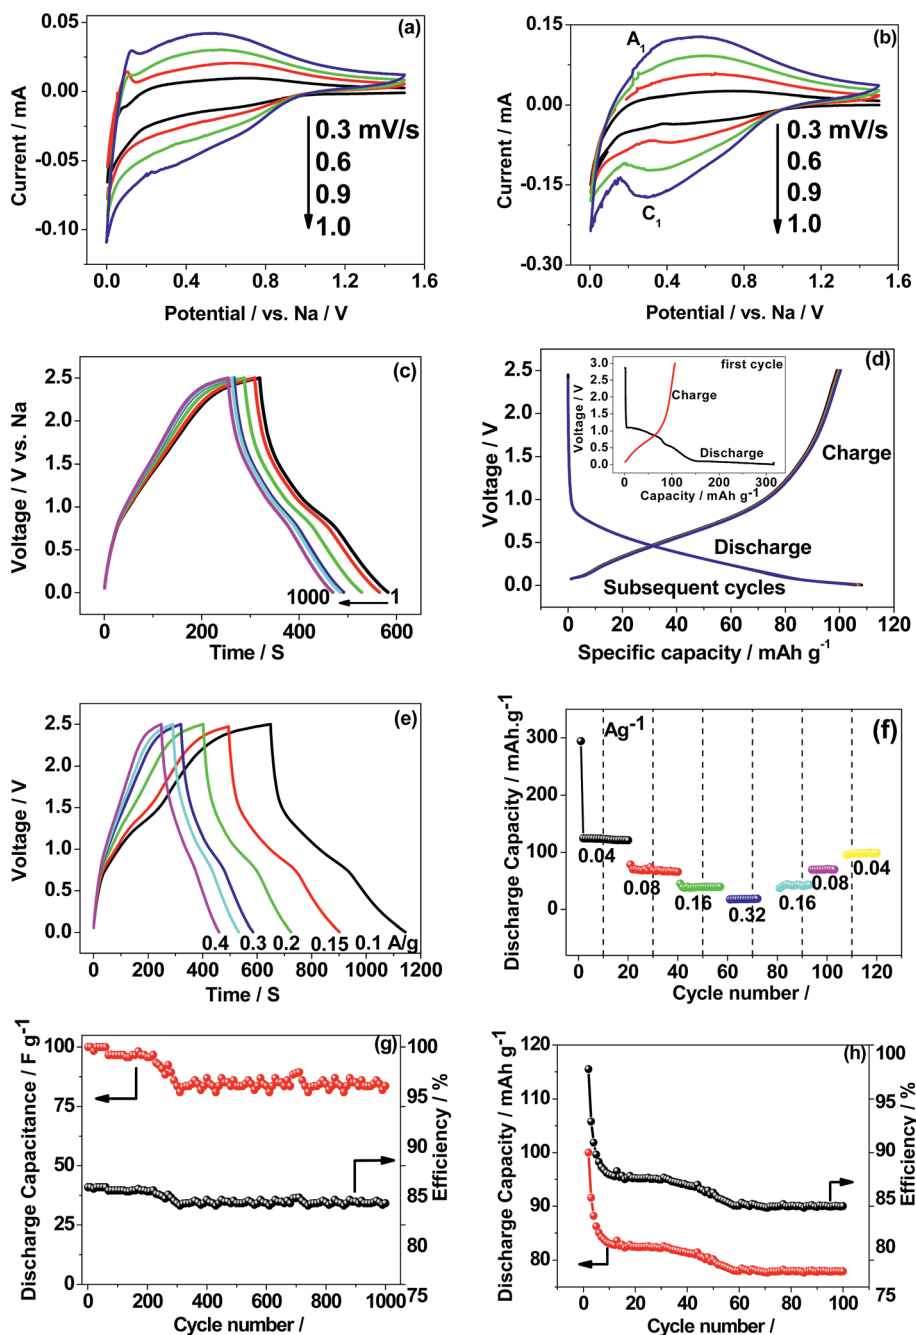 (a)
0.05
0.00
-0.05
-0.10
Current / mA
0.3 mV/s
0.6
0.9
1.0
0.0 0.4 0.8 1.2 1.6
Potential / vs. Na / V
(b)
0.15
0.00
-0.15
-0.30
Current / mA
A1
C1
0.3 mV/s
0.6
0.9
1.0
0.0 0.4 0.8 1.2 1.6
Potential / vs. Na / V
(c)
2.5
2.0
1.5
1.0
0.5
0.0
Voltage / V vs. Na
1000 1
0 200 400 600
Time / S
(d)
2.5
2.0
1.5
1.0
0.5
0.0
Voltage / V
first cycle
3.0
2.5
2.0
1.5
1.0
0.5
0.0
Voltage / V
Charge
Discharge
0 100 200 300
Capacity / mAh g-1
Charge
Discharge
Subsequent cycles
0 20 40 60 80 100 120
Specific capacity / mAh g-1
(e)
2.5
2.0
1.5
1.0
0.5
0.0
Voltage / V
0.4 0.3 0.2 0.15 0.1 A/g
0 200 400 600 800 1000
Time / S
(f)
Ag-1
300
200
100
0
Discharge Capacity / mAh.g-1
0.04
0.08
0.16
0.32
0.16
0.08
0.04
0 20 40 60 80 100 120
Cycle number /
(g)
100
75
50
25
0
Discharge Capacitance / F g-1
100
95
90
85
80
75
Efficiency / %
0 200 400 600 800 1000
Cycle number /
(h)
120
115
110
100
90
80
Discharge Capacity / mAh g-1
100
95
90
85
80
75
Efficiency / %
0 20 40 60 80 100
Cycle number /